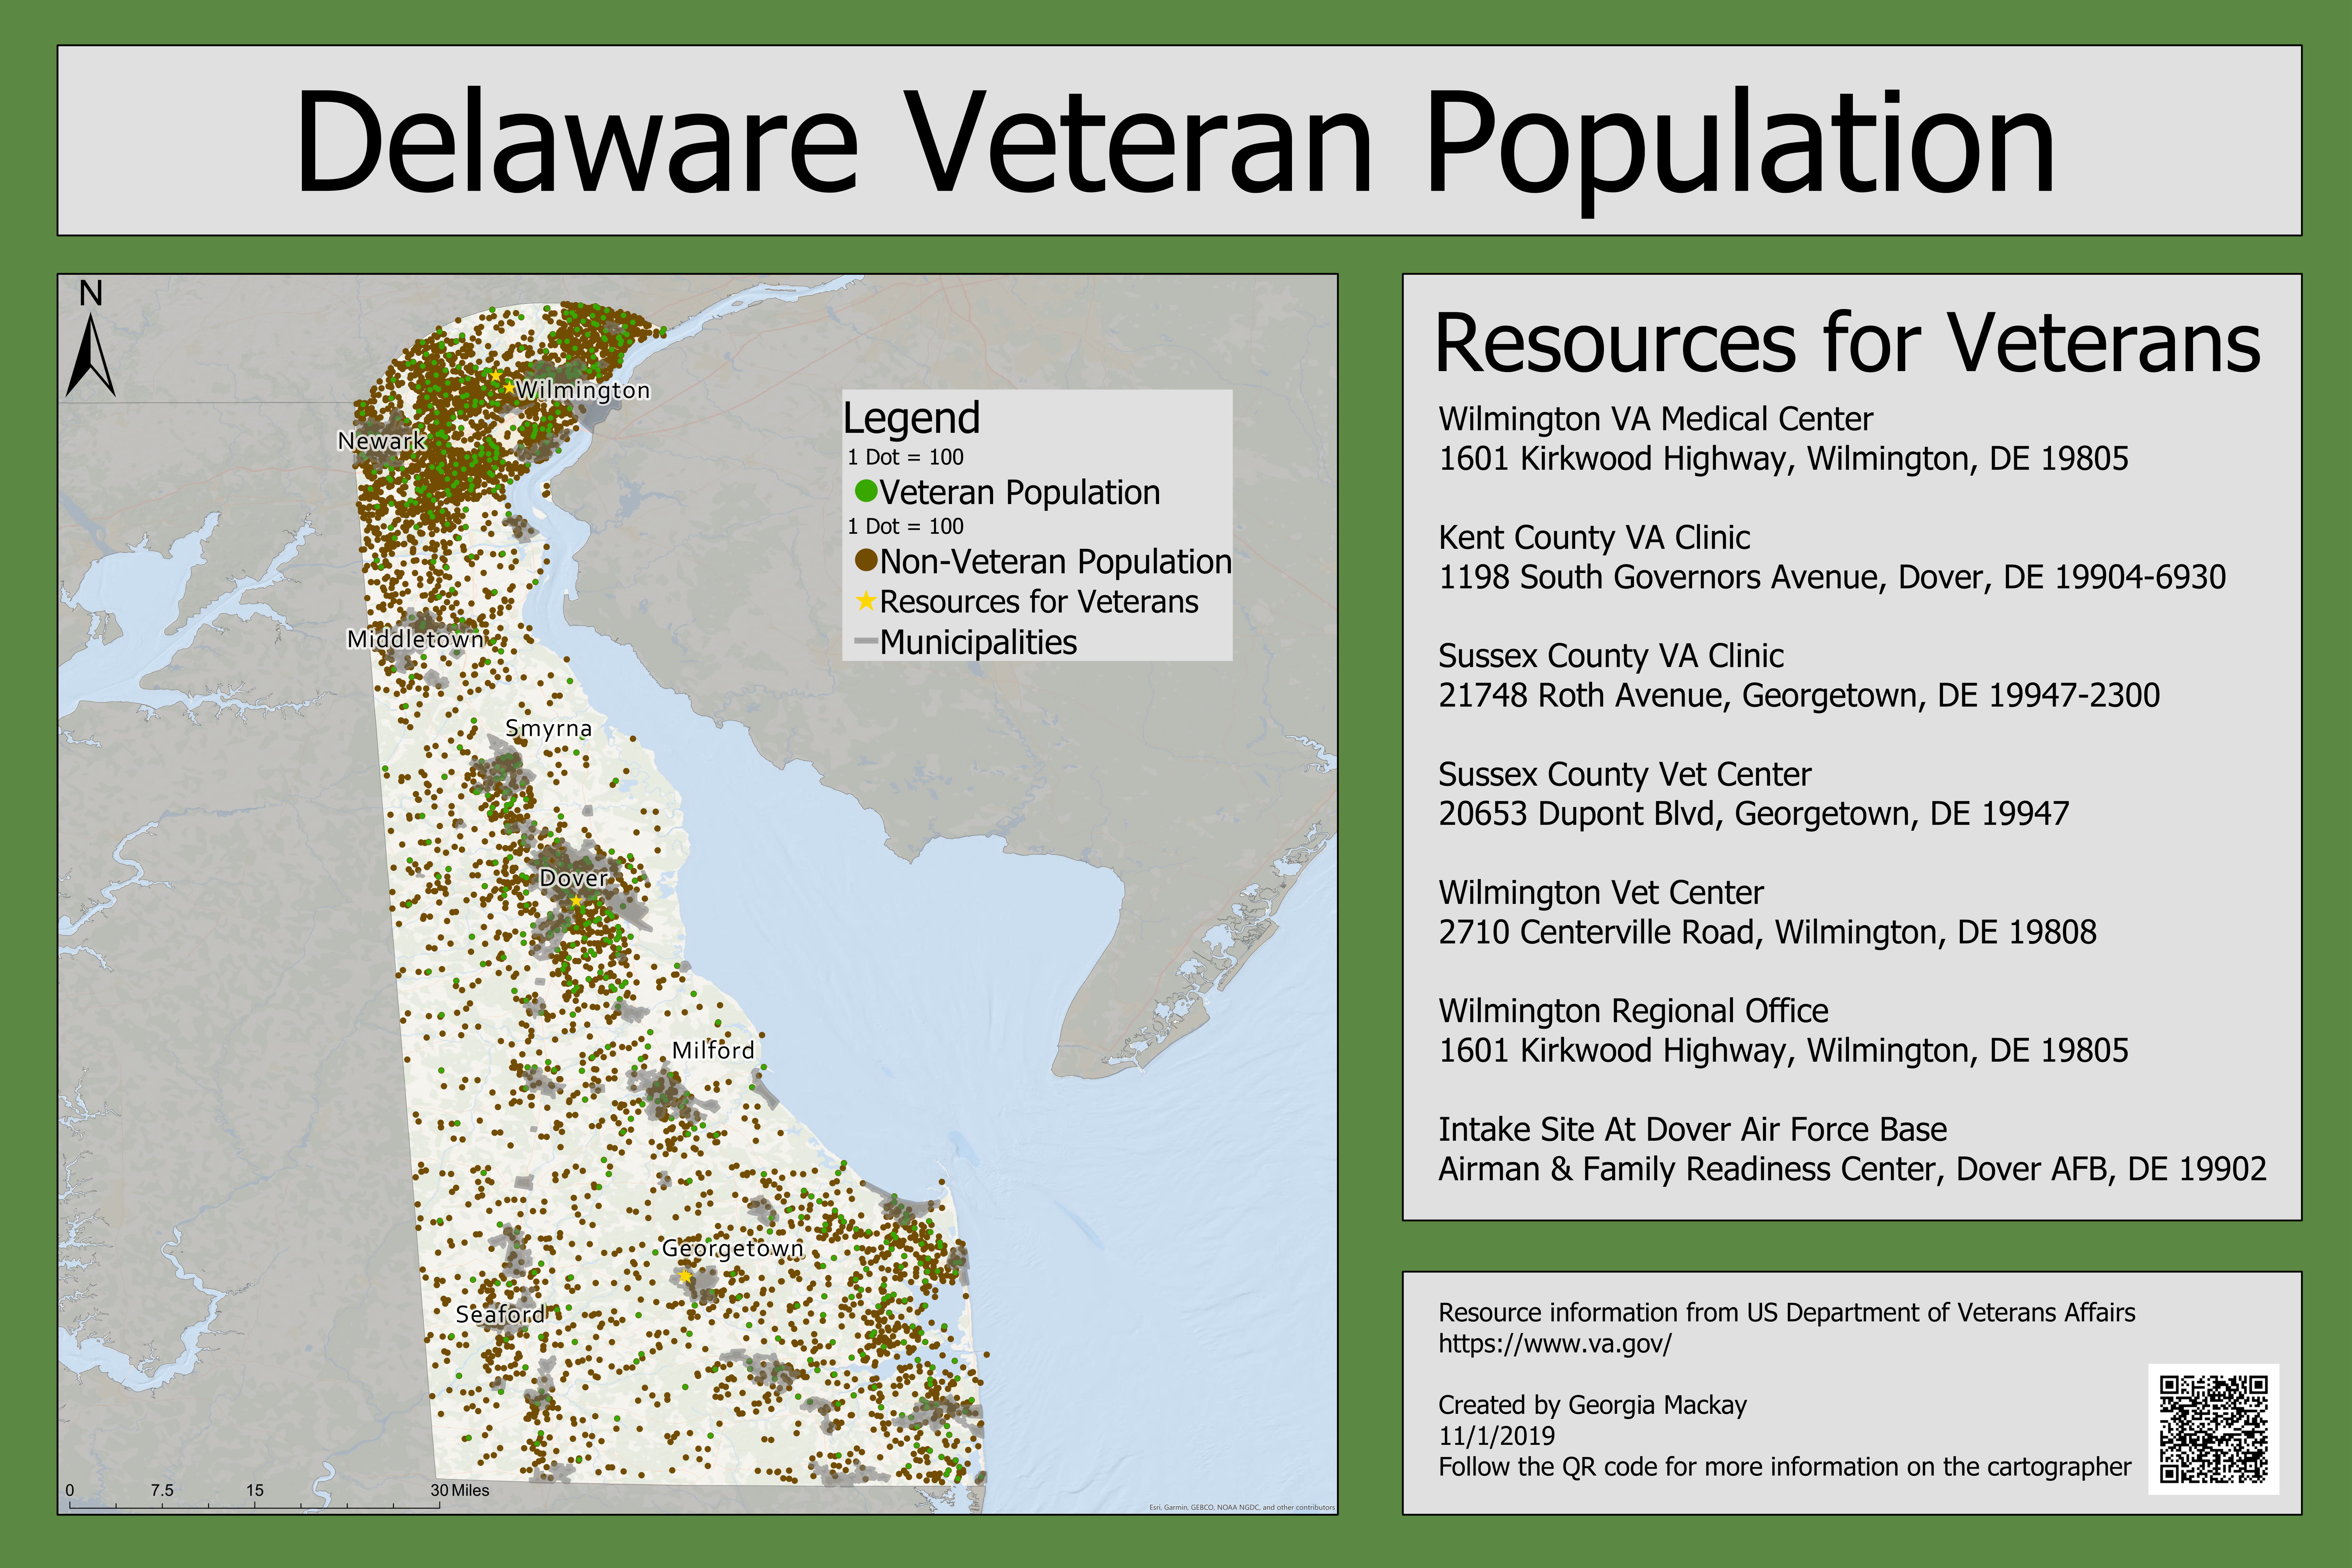 Delaware Veteran Population
N
Wilmington
Newark
Middletown
Smyrna
Dover
Milford
Georgetown
Seaford
0 7.5 15 30 Miles
Esri, Garmin, GEBCO, NOAA NGDC, and other contributors
Legend
1 Dot = 100
Veteran Population
1 Dot = 100
Non-Veteran Population
Resources for Veterans
Municipalities
Resources for Veterans
Wilmington VA Medical Center
1601 Kirkwood Highway, Wilmington, DE 19805
Kent County VA Clinic
1198 South Governors Avenue, Dover, DE 19904-6930
Sussex County VA Clinic
21748 Roth Avenue, Georgetown, DE 19947-2300
Sussex County Vet Center
20653 Dupont Blvd, Georgetown, DE 19947
Wilmington Vet Center
2710 Centerville Road, Wilmington, DE 19808
Wilmington Regional Office
1601 Kirkwood Highway, Wilmington, DE 19805
Intake Site At Dover Air Force Base
Airman & Family Readiness Center, Dover AFB, DE 19902
Resource information from US Department of Veterans Affairs
https://www.va.gov/
Created by Georgia Mackay
11/1/2019
Follow the QR code for more information on the cartographer